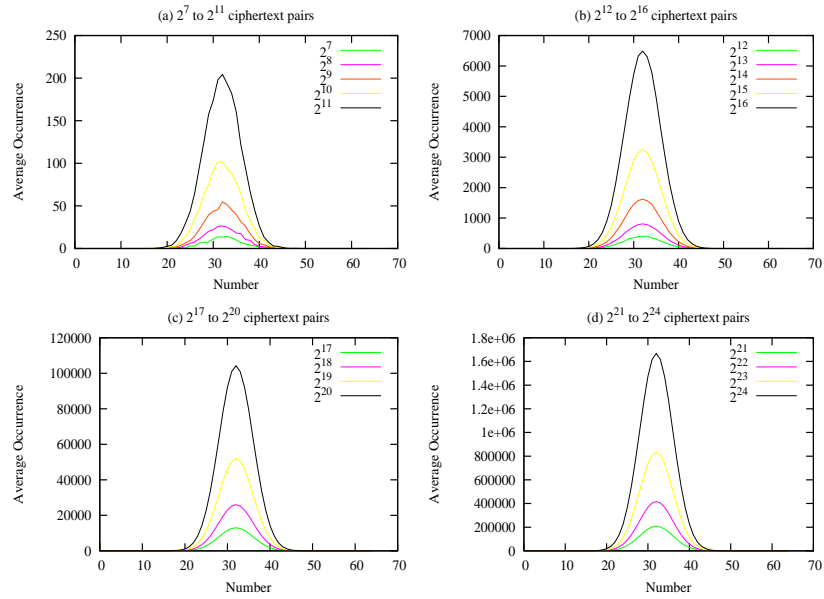 (a) 2^7 to 2^11 ciphertext pairs
250
200
150
100
50
0
0 10 20 30 40 50 60 70
Average Occurrence
Number
2^7
2^8
2^9
2^10
2^11
(b) 2^12 to 2^16 ciphertext pairs
7000
6000
5000
4000
3000
2000
1000
0
0 10 20 30 40 50 60 70
Average Occurrence
Number
2^12
2^13
2^14
2^15
2^16
(c) 2^17 to 2^20 ciphertext pairs
120000
100000
80000
60000
40000
20000
0
0 10 20 30 40 50 60 70
Average Occurrence
Number
2^17
2^18
2^19
2^20
(d) 2^21 to 2^24 ciphertext pairs
1.8e+06
1.6e+06
1.4e+06
1.2e+06
1e+06
800000
600000
400000
200000
0
0 10 20 30 40 50 60 70
Average Occurrence
Number
2^21
2^22
2^23
2^24